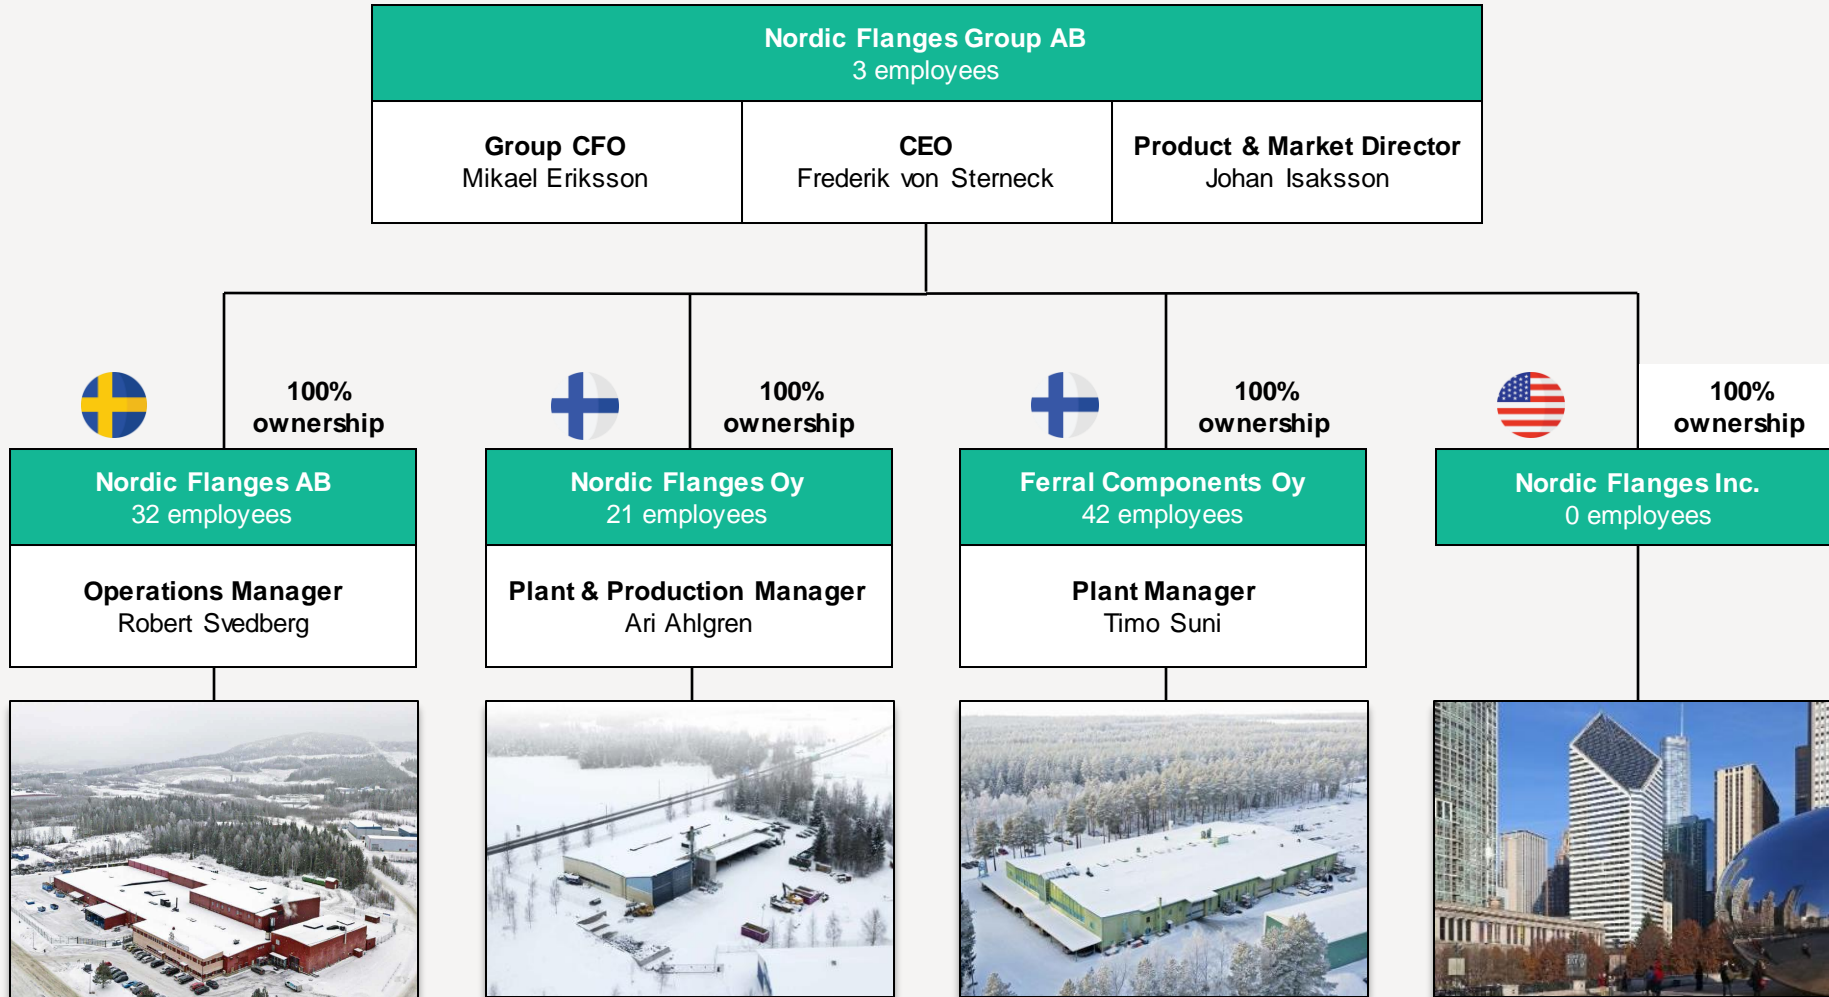 Nordic Flanges Group AB
3 employees
Group CFO
Mikael Eriksson
CEO
Frederik von Sterneck
Product & Market Director
Johan Isaksson
100%
ownership
100%
ownership
100%
ownership
100%
ownership
Nordic Flanges AB
32 employees
Nordic Flanges Oy
21 employees
Ferral Components Oy
42 employees
Nordic Flanges Inc.
0 employees
Operations Manager
Robert Svedberg
Plant & Production Manager
Ari Ahlgren
Plant Manager
Timo Suni